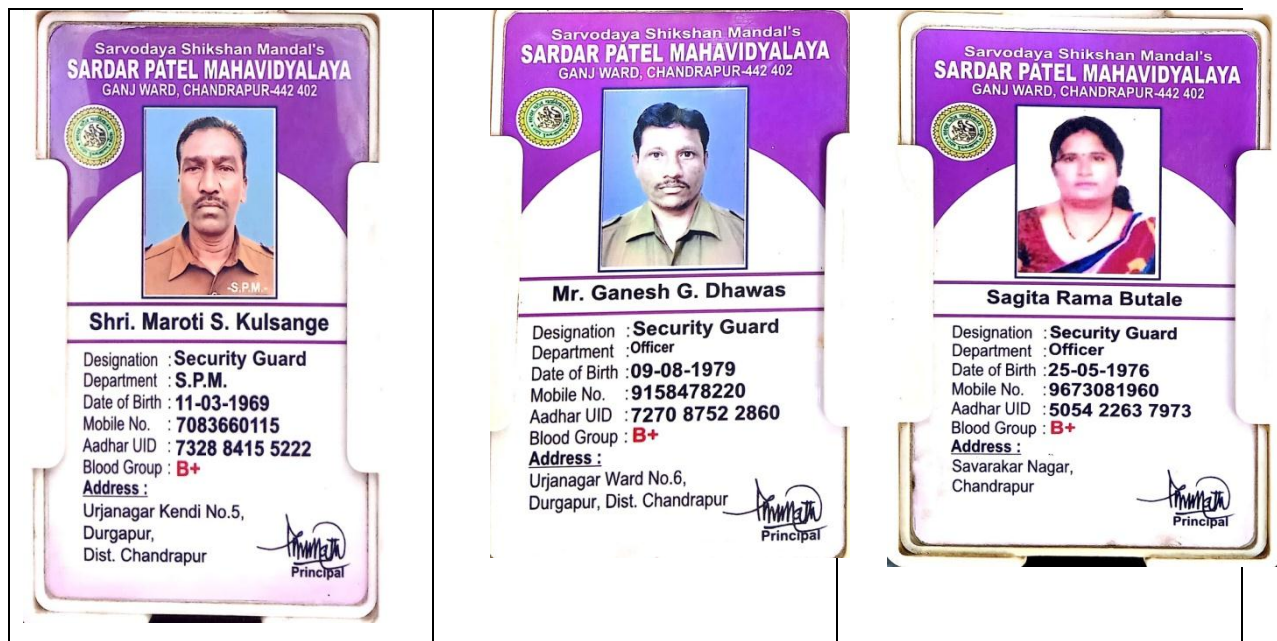 Sarvodaya Shikshan Mandal's
SARDAR PATEL MAHAVIDYALAYA
GANJ WARD, CHANDRAPUR-442 402
-S.P.M.-
Shri. Maroti S. Kulsange
Designation : Security Guard
Department : S.P.M.
Date of Birth : 11-03-1969
Mobile No. : 7083660115
Aadhar UID : 7328 8415 5222
Blood Group : B+
Address :
Urjanagar Kendi No.5,
Durgapur,
Dist. Chandrapur
Principal
Sarvodaya Shikshan Mandal's
SARDAR PATEL MAHAVIDYALAYA
GANJ WARD, CHANDRAPUR-442 402
Mr. Ganesh G. Dhawas
Designation : Security Guard
Department : Officer
Date of Birth : 09-08-1979
Mobile No. : 9158478220
Aadhar UID : 7270 8752 2860
Blood Group : B+
Address :
Urjanagar Ward No.6,
Durgapur, Dist. Chandrapur
Principal
Sarvodaya Shikshan Mandal's
SARDAR PATEL MAHAVIDYALAYA
GANJ WARD, CHANDRAPUR-442 402
Sagita Rama Butale
Designation : Security Guard
Department : Officer
Date of Birth : 25-05-1976
Mobile No. : 9673081960
Aadhar UID : 5054 2263 7973
Blood Group : B+
Address :
Savarakar Nagar,
Chandrapur
Principal